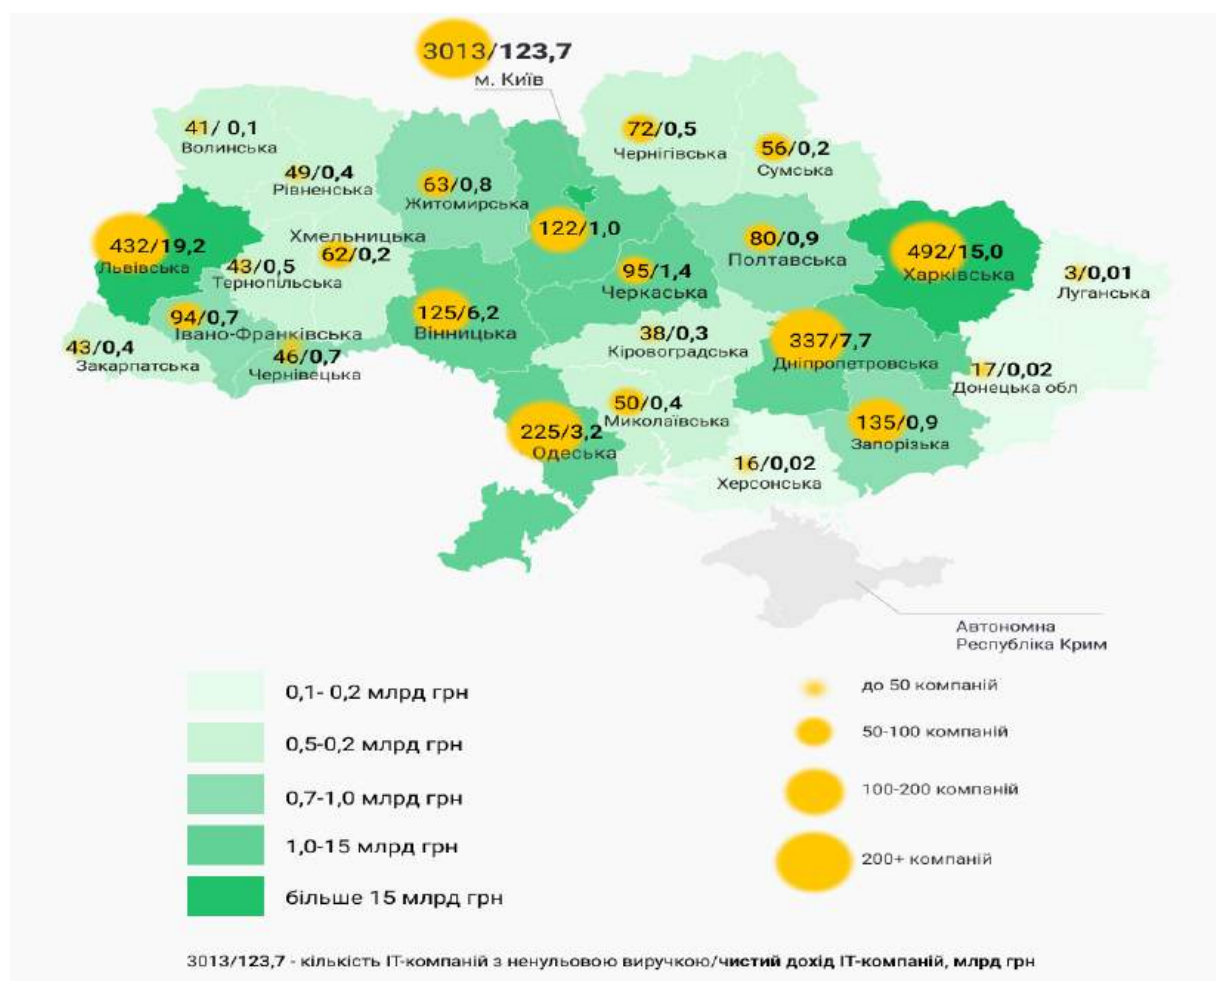 3013/123,7
м. Київ
41/ 0,1
Волинська
72/0,5
Чернігівська
56/0,2
Сумська
49/0,4
Рівненська
63/0,8
Житомирська
432/19,2
Львівська
Хмельницька
62/0,2
43/0,5
Тернопільська
122/1,0
95/1,4
Черкаська
80/0,9
Полтавська
492/15,0
Харківська
3/0,01
Луганська
94/0,7
Івано-Франківська
125/6,2
Вінницька
43/0,4
Закарпатська
46/0,7
Чернівецька
38/0,3
Кіровоградська
337/7,7
Дніпропетровська
17/0,02
Донецька обл
50/0,4
Миколаївська
225/3,2
Одеська
135/0,9
Запорізька
16/0,02
Херсонська
Автономна
Республіка Крим
0,1- 0,2 млрд грн
0,5-0,2 млрд грн
0,7-1,0 млрд грн
1,0-15 млрд грн
більше 15 млрд грн
до 50 компаній
50-100 компаній
100-200 компаній
200+ компаній
3013/123,7 - кількість ІТ-компаній з ненульовою виручкою/чистий дохід ІТ-компаній, млрд грн